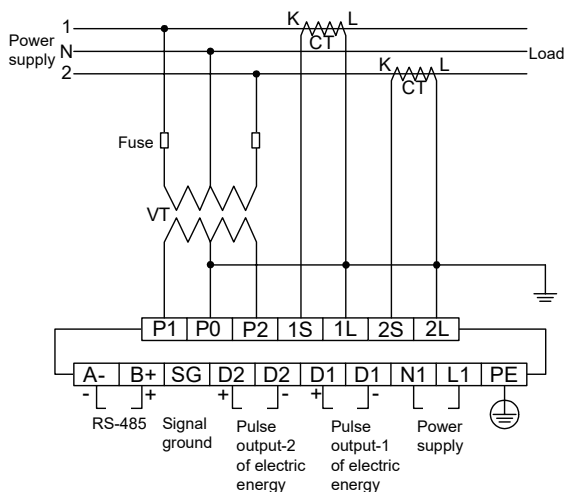 1
K
L
CT
Power
supply
N
K
L
Load
2
CT
Fuse
VT
P1 P0 P2 1S 1L 2S 2L
A- B+ SG D2 D2 D1 D1 N1 L1 PE
- + + - + -
RS-485
Signal
ground
Pulse
output-2
of electric
energy
Pulse
output-1
of electric
energy
Power
supply